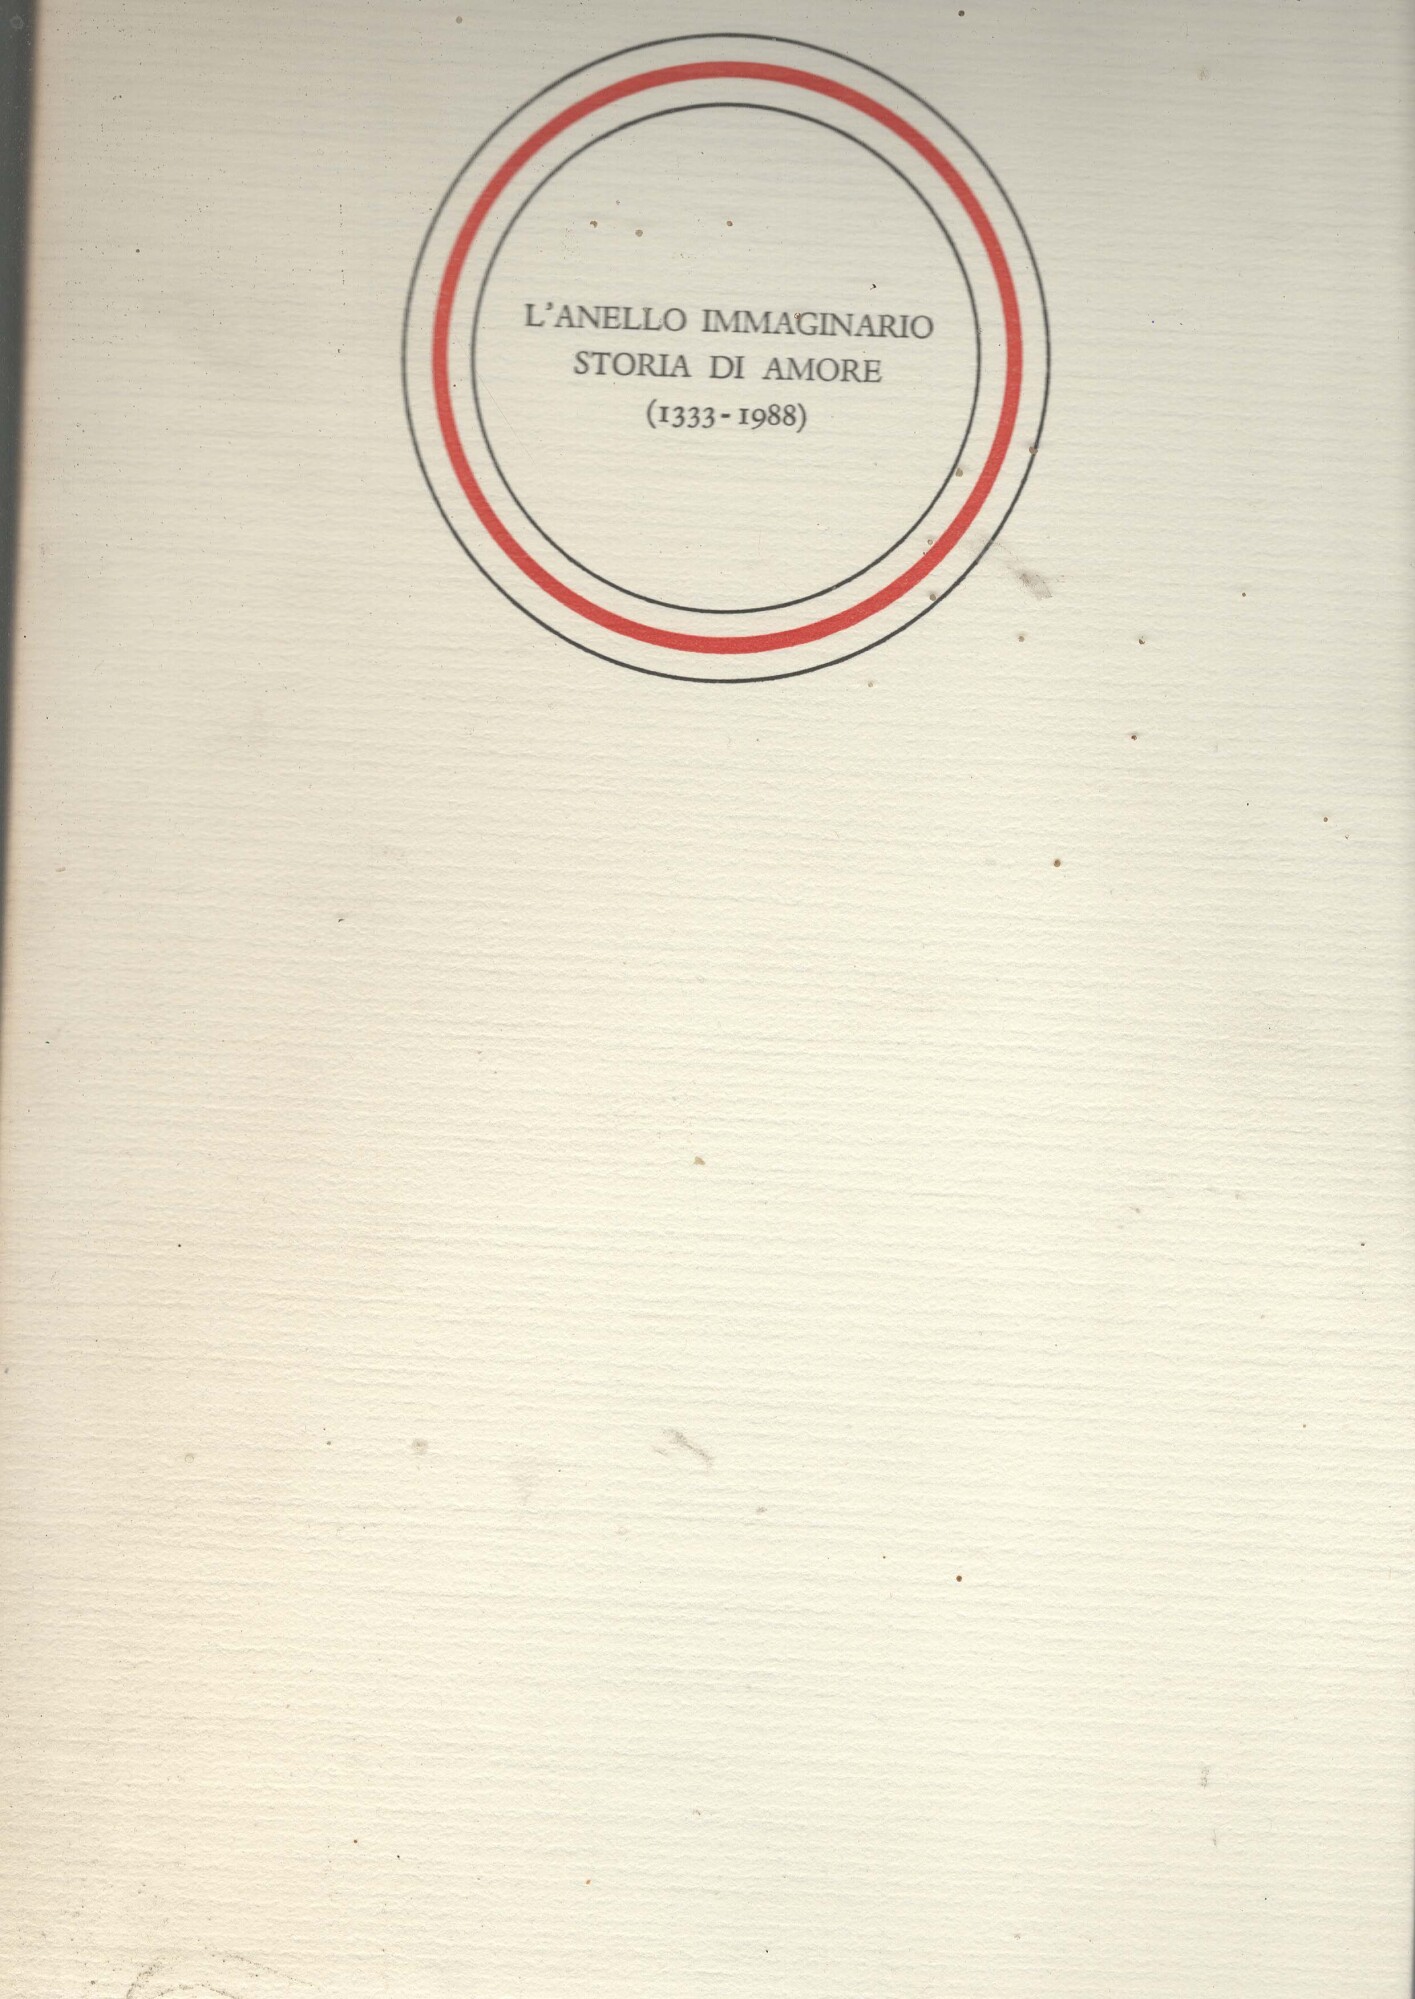 L'ANELLO IMMAGINARIO
STORIA DI AMORE
(1333-1988)